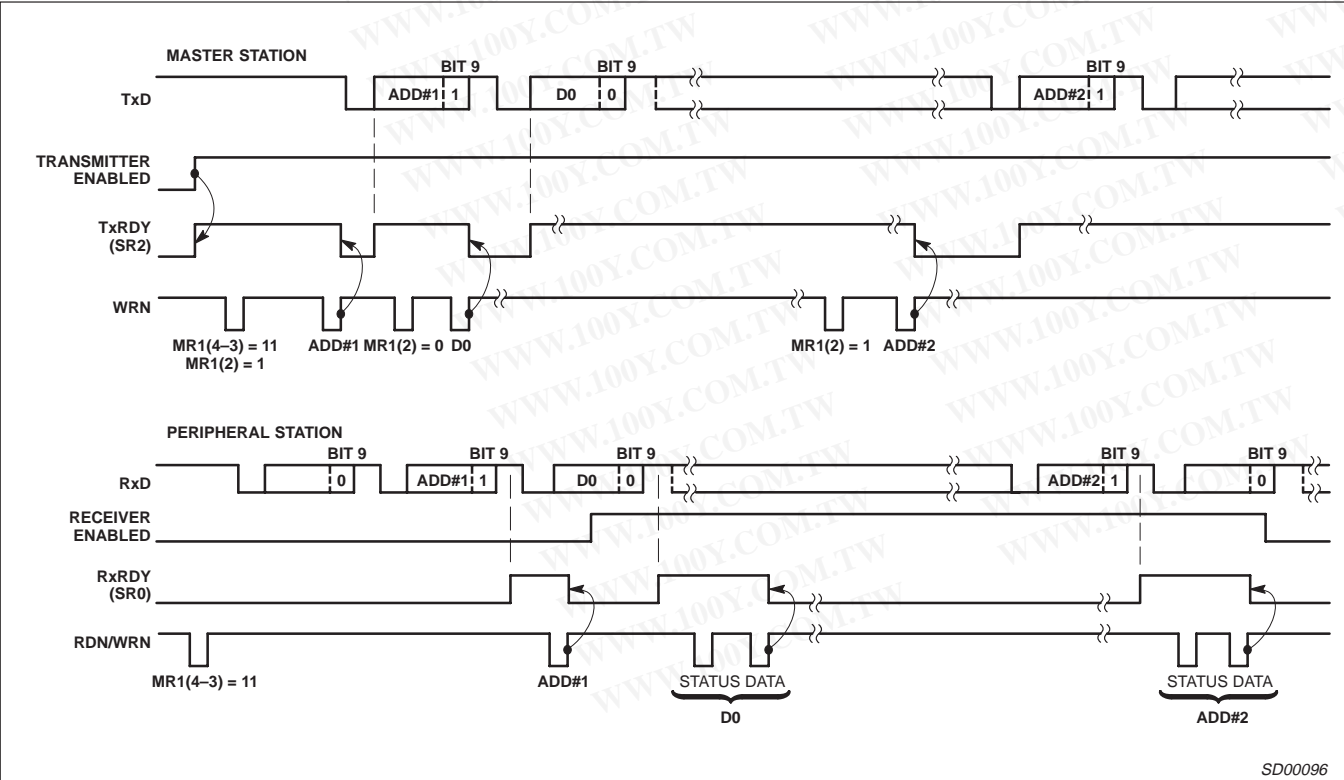 MASTER STATION
BIT 9 BIT 9 BIT 9
TxD ADD#1 1 D0 0 ADD#2 1
TRANSMITTER
ENABLED
TxRDY
(SR2)
WRN
MR1(4–3) = 11 ADD#1 MR1(2) = 0 D0 MR1(2) = 1 ADD#2
MR1(2) = 1
PERIPHERAL STATION
BIT 9 BIT 9 BIT 9 BIT 9 BIT 9
RxD 0 ADD#1 1 D0 0 ADD#2 1 0
RECEIVER
ENABLED
RxRDY
(SR0)
RDN/WRN
MR1(4–3) = 11 ADD#1 STATUS DATA STATUS DATA
D0 ADD#2
SD00096
WWW.100Y.COM.TW